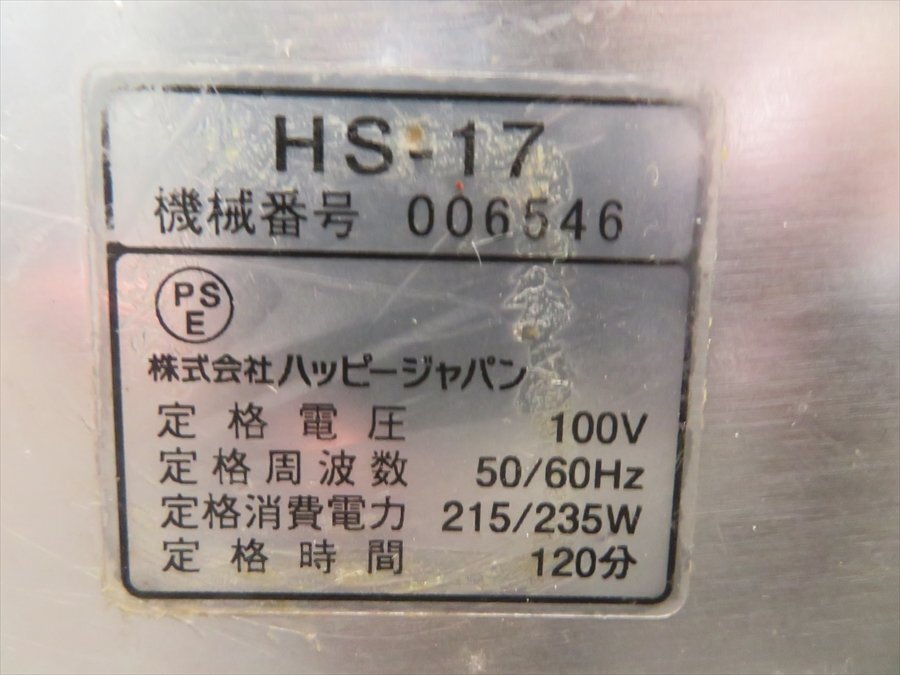 HS-17
機械番号 006546
PS
E
株式会社ハッピージャパン
定格電圧 100V
定格周波数 50/60Hz
定格消費電力 215/235W
定格時間 120分